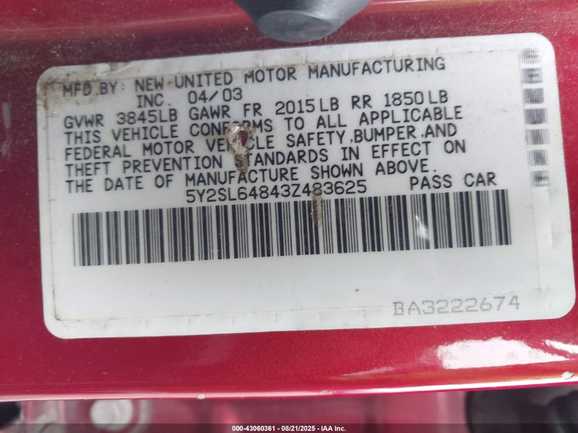 MFD.BY: NEW UNITED MOTOR MANUFACTURING
INC. 04/03
GVWR 3845LB GAWR FR 2015LB RR 1850LB
THIS VEHICLE CONFORMS TO ALL APPLICABLE
FEDERAL MOTOR VEHICLE SAFETY,BUMPER,AND
THEFT PREVENTION STANDARDS IN EFFECT ON
THE DATE OF MANUFACTURE SHOWN ABOVE.
5Y2SL64843Z483625 PASS CAR
BA3222674
000-43060361 - 08/21/2025 - IAAI, Inc.